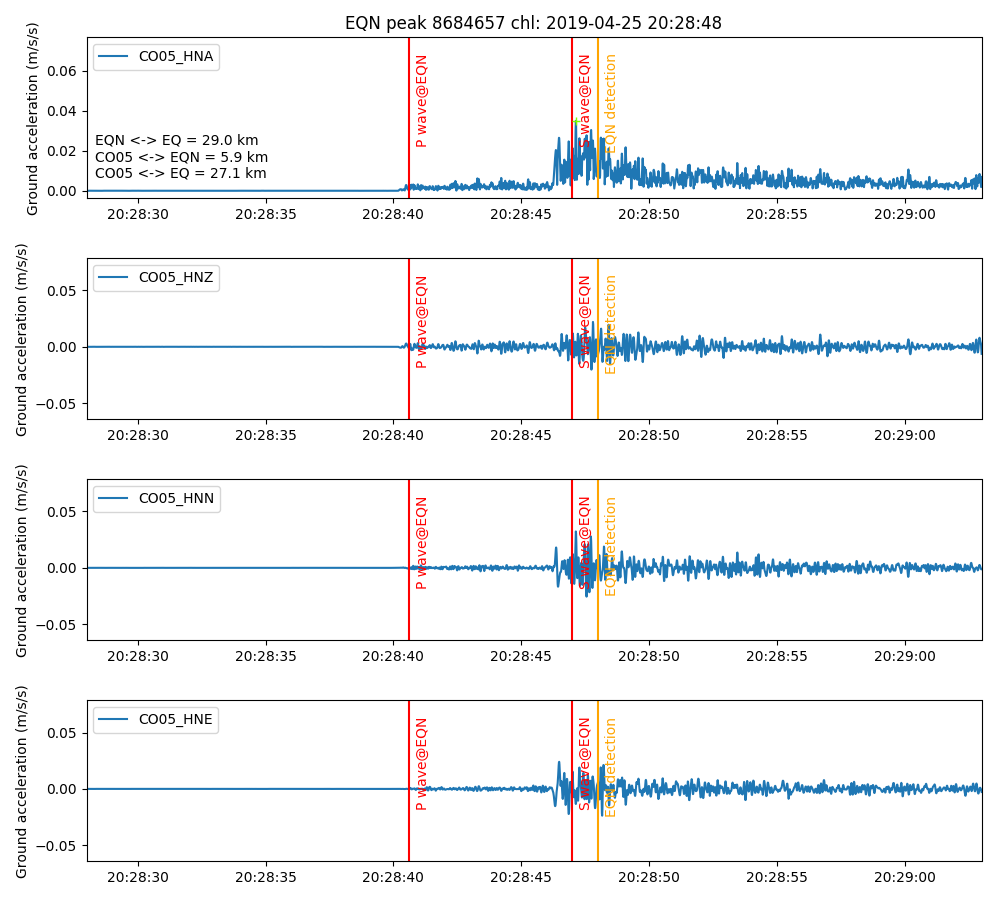 EQN peak 8684657 chl: 2019-04-25 20:28:48
Ground acceleration (m/s/s)
0.06
0.04
0.02
0.00
CO05_HNA
P wave@EQN
S wave@EQN
EQN detection
EQN <-> EQ = 29.0 km
CO05 <-> EQN = 5.9 km
CO05 <-> EQ = 27.1 km
20:28:30 20:28:35 20:28:40 20:28:45 20:28:50 20:28:55 20:29:00
Ground acceleration (m/s/s)
0.05
0.00
−0.05
CO05_HNZ
P wave@EQN
S wave@EQN
EQN detection
20:28:30 20:28:35 20:28:40 20:28:45 20:28:50 20:28:55 20:29:00
Ground acceleration (m/s/s)
0.05
0.00
−0.05
CO05_HNN
P wave@EQN
S wave@EQN
EQN detection
20:28:30 20:28:35 20:28:40 20:28:45 20:28:50 20:28:55 20:29:00
Ground acceleration (m/s/s)
0.05
0.00
−0.05
CO05_HNE
P wave@EQN
S wave@EQN
EQN detection
20:28:30 20:28:35 20:28:40 20:28:45 20:28:50 20:28:55 20:29:00